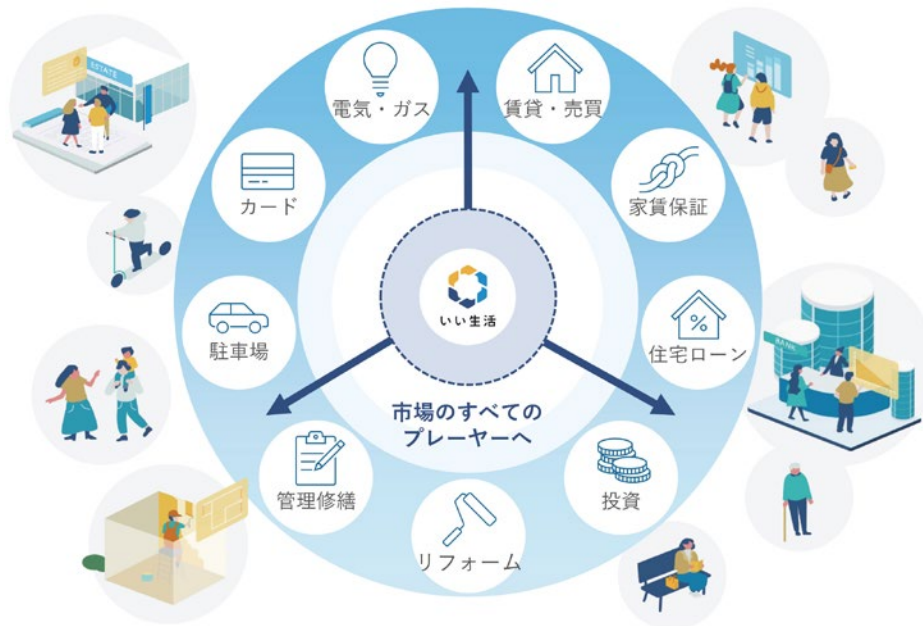 ESTATE
電気・ガス
賃貸・売買
カード
家賃保証
いい生活
駐車場
住宅ローン
BANK
市場のすべての
プレーヤーへ
管理修繕
投資
リフォーム